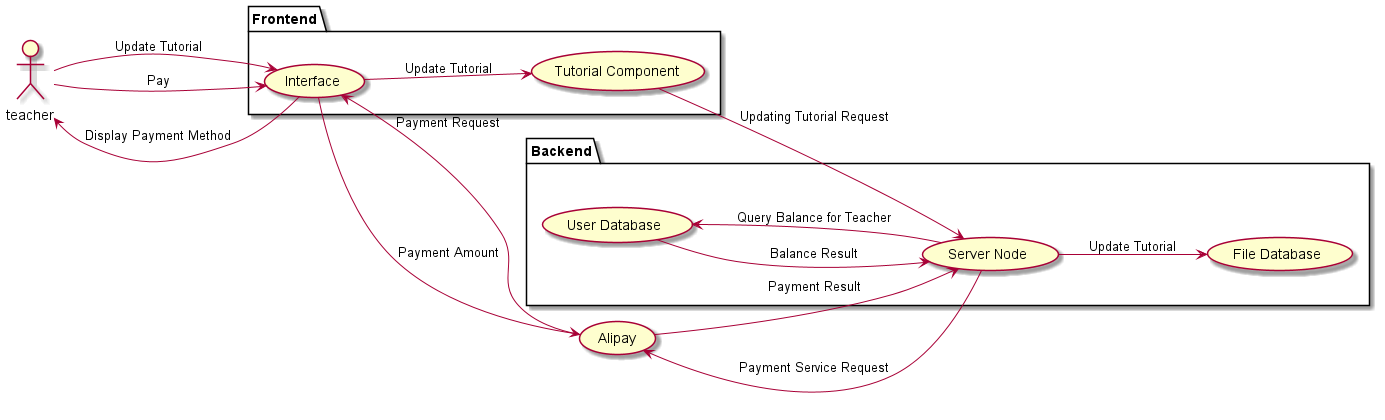 Frontend
Update Tutorial
Pay
teacher
Display Payment Method
Interface
Update Tutorial
Tutorial Component
Payment Request
Updating Tutorial Request
Backend
User Database
Query Balance for Teacher
Balance Result
Payment Amount
Server Node
Update Tutorial
File Database
Payment Result
Alipay
Payment Service Request